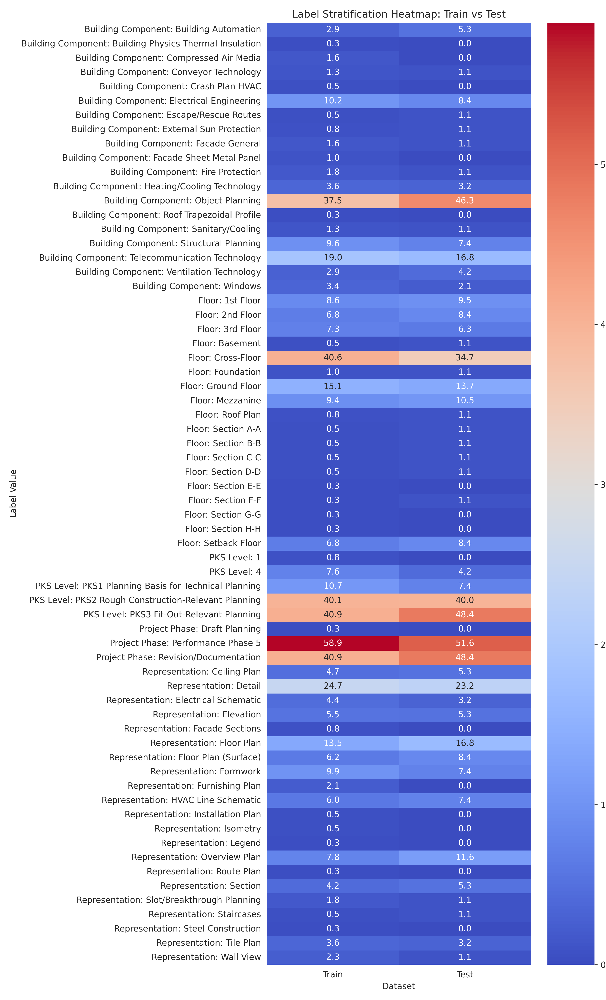 Label Stratification Heatmap: Train vs Test
Building Component: Building Automation 2.9 5.3
Building Component: Building Physics Thermal Insulation 0.3 0.0
Building Component: Compressed Air Media 1.6 0.0
Building Component: Conveyor Technology 1.3 1.1
Building Component: Crash Plan HVAC 0.5 0.0
Building Component: Electrical Engineering 10.2 8.4
Building Component: Escape/Rescue Routes 0.5 1.1
Building Component: External Sun Protection 0.8 1.1
Building Component: Facade General 1.6 1.1
Building Component: Facade Sheet Metal Panel 1.0 0.0
Building Component: Fire Protection 1.8 1.1
Building Component: Heating/Cooling Technology 3.6 3.2
Building Component: Object Planning 37.5 46.3
Building Component: Roof Trapezoidal Profile 0.3 0.0
Building Component: Sanitary/Cooling 1.3 1.1
Building Component: Structural Planning 9.6 7.4
Building Component: Telecommunication Technology 19.0 16.8
Building Component: Ventilation Technology 2.9 4.2
Building Component: Windows 3.4 2.1
Floor: 1st Floor 8.6 9.5
Floor: 2nd Floor 6.8 8.4
Floor: 3rd Floor 7.3 6.3
Floor: Basement 0.5 1.1
Floor: Cross-Floor 40.6 34.7
Floor: Foundation 1.0 1.1
Floor: Ground Floor 15.1 13.7
Floor: Mezzanine 9.4 10.5
Floor: Roof Plan 0.8 1.1
Floor: Section A-A 0.5 1.1
Floor: Section B-B 0.5 1.1
Floor: Section C-C 0.5 1.1
Floor: Section D-D 0.5 1.1
Floor: Section E-E 0.3 0.0
Floor: Section F-F 0.3 1.1
Floor: Section G-G 0.3 0.0
Floor: Section H-H 0.3 0.0
Floor: Setback Floor 6.8 8.4
PKS Level: 1 0.8 0.0
PKS Level: 4 7.6 4.2
PKS Level: PKS1 Planning Basis for Technical Planning 10.7 7.4
PKS Level: PKS2 Rough Construction-Relevant Planning 40.1 40.0
PKS Level: PKS3 Fit-Out-Relevant Planning 40.9 48.4
Project Phase: Draft Planning 0.3 0.0
Project Phase: Performance Phase 5 58.9 51.6
Project Phase: Revision/Documentation 40.9 48.4
Representation: Ceiling Plan 4.7 5.3
Representation: Detail 24.7 23.2
Representation: Electrical Schematic 4.4 3.2
Representation: Elevation 5.5 5.3
Representation: Facade Sections 0.8 0.0
Representation: Floor Plan 13.5 16.8
Representation: Floor Plan (Surface) 6.2 8.4
Representation: Formwork 9.9 7.4
Representation: Furnishing Plan 2.1 0.0
Representation: HVAC Line Schematic 6.0 7.4
Representation: Installation Plan 0.5 0.0
Representation: Isometry 0.5 0.0
Representation: Legend 0.3 0.0
Representation: Overview Plan 7.8 11.6
Representation: Route Plan 0.3 0.0
Representation: Section 4.2 5.3
Representation: Slot/Breakthrough Planning 1.8 1.1
Representation: Staircases 0.5 1.1
Representation: Steel Construction 0.3 0.0
Representation: Tile Plan 3.6 3.2
Representation: Wall View 2.3 1.1
Train Test
Dataset
Label Value
5
4
3
2
1
0